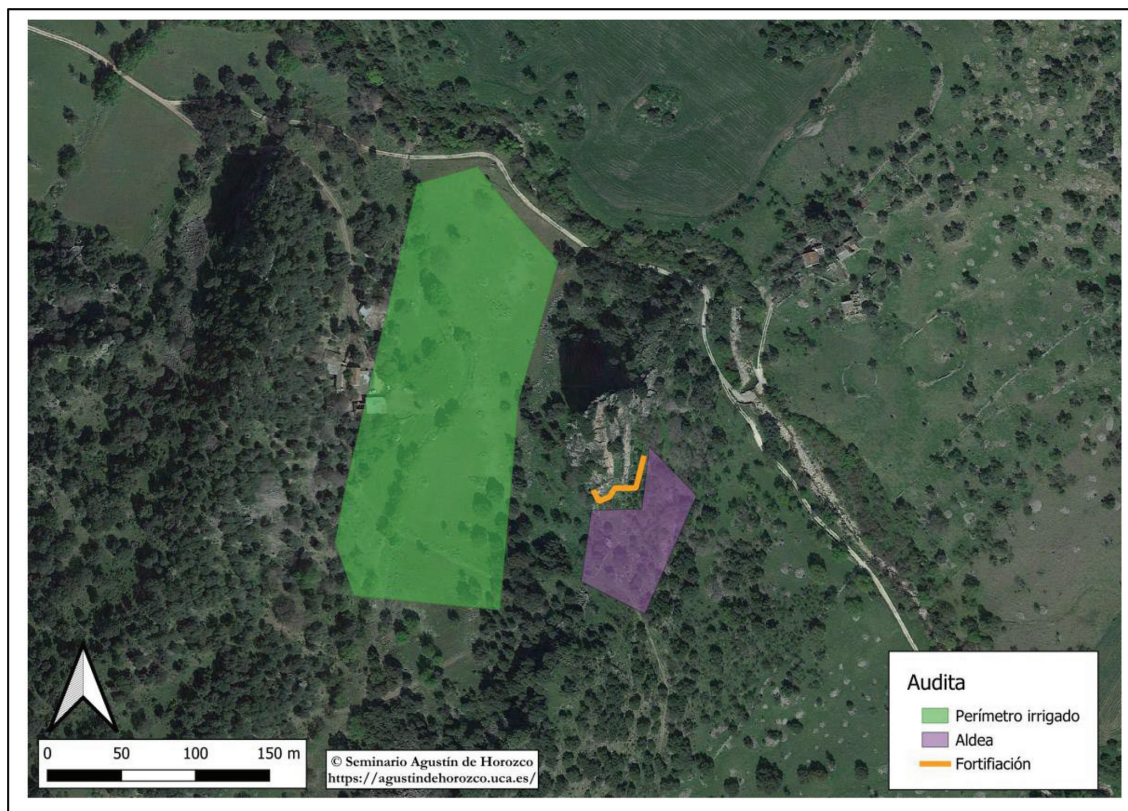 0 50 100 150 m
© Seminario Agustín de Horozco
https://agustindehorozco.uca.es/
Audita
Perímetro irrigado
Aldea
Fortifiación